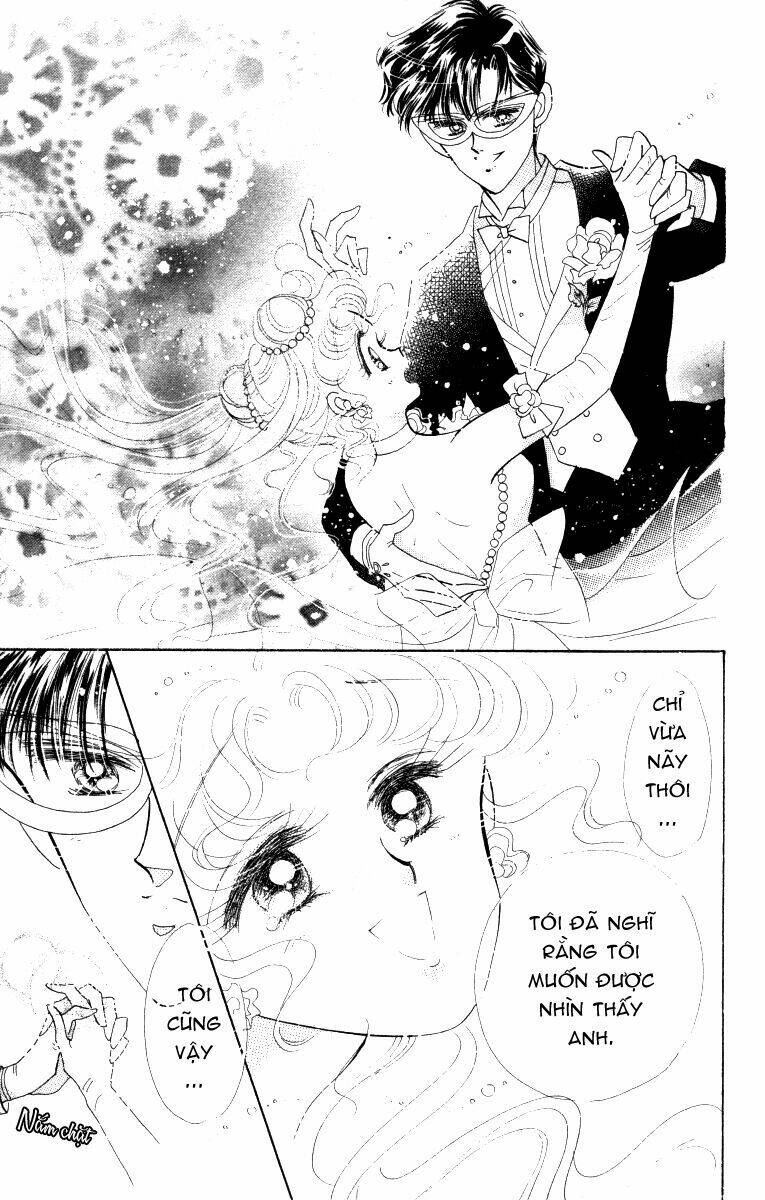 CHỈ
VỪA
NÃY
THÔI
...
TÔI ĐÃ NGHĨ
RẰNG TÔI
MUỐN ĐƯỢC
NHÌN THẤY
ANH.
TÔI
CŨNG
VẬY
...
Nắm chặt